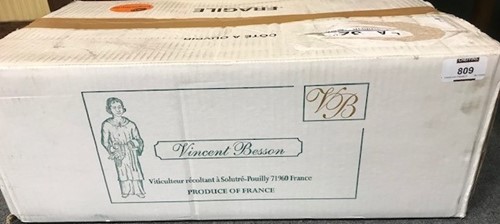 FRAGILE
CÔTÉ A OUVRIR
809
VB
Vincent Besson
Viticulteur récoltant à Solutré-Pouilly 71960 France
PRODUCE OF FRANCE